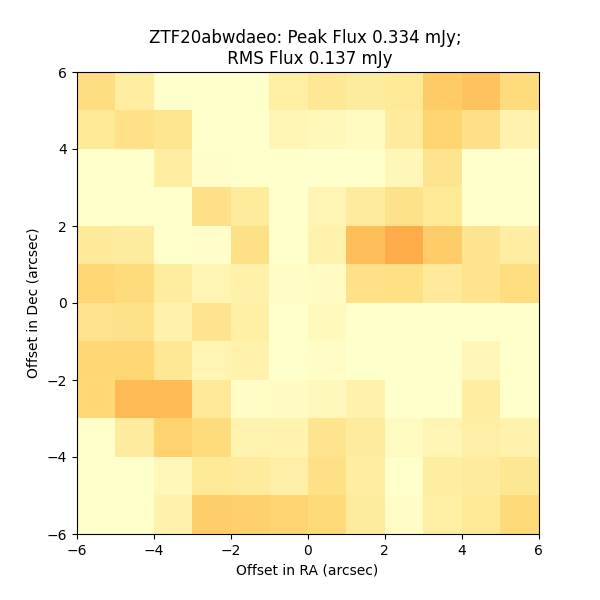 ZTF20abwdaeo: Peak Flux 0.334 mJy;
RMS Flux 0.137 mJy
6
4
2
0
−2
−4
−6
Offset in Dec (arcsec)
−6 −4 −2 0 2 4 6
Offset in RA (arcsec)